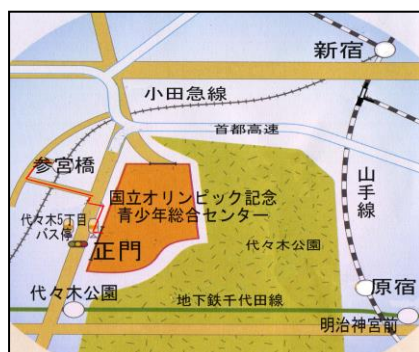 新宿
小田急線
首都高速
参宮橋
山手線
国立オリンピック記念
青少年総合センター
代々木5丁目
バス停
代々木公園
正門
原宿
代々木公園
地下鉄千代田線
明治神宮前